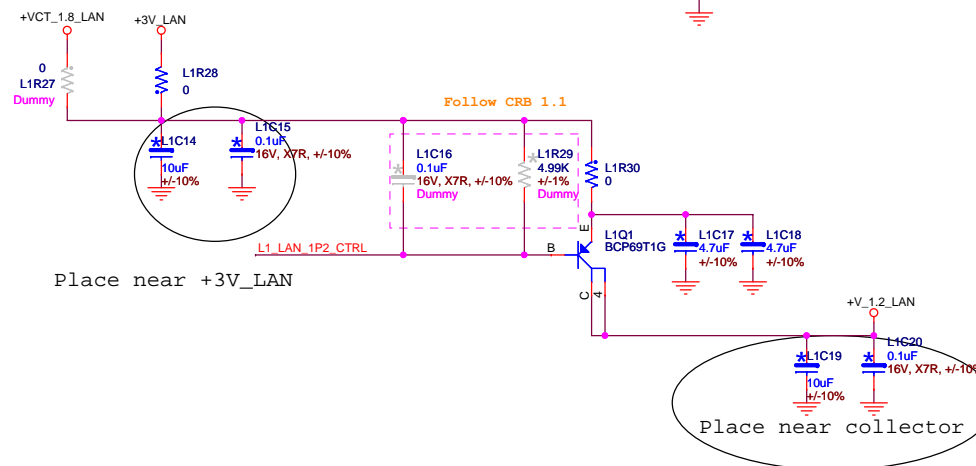 +VCT_1.8_LAN
+3V_LAN
0
L1R27
Dummy
L1R28
0
Follow CRB 1.1
L1C14
10uF
+/-10%
L1C15
0.1uF
16V, X7R, +/-10%
L1C16
0.1uF
16V, X7R, +/-10%
Dummy
L1R29
4.99K
+/-1%
Dummy
L1R30
0
L1_LAN_1P2_CTRL
B
E
C
4
L1Q1
BCP69T1G
L1C17
4.7uF
+/-10%
L1C18
4.7uF
+/-10%
Place near +3V_LAN
+V_1.2_LAN
L1C19
10uF
+/-10%
L1C20
0.1uF
16V, X7R, +/-10%
Place near collector